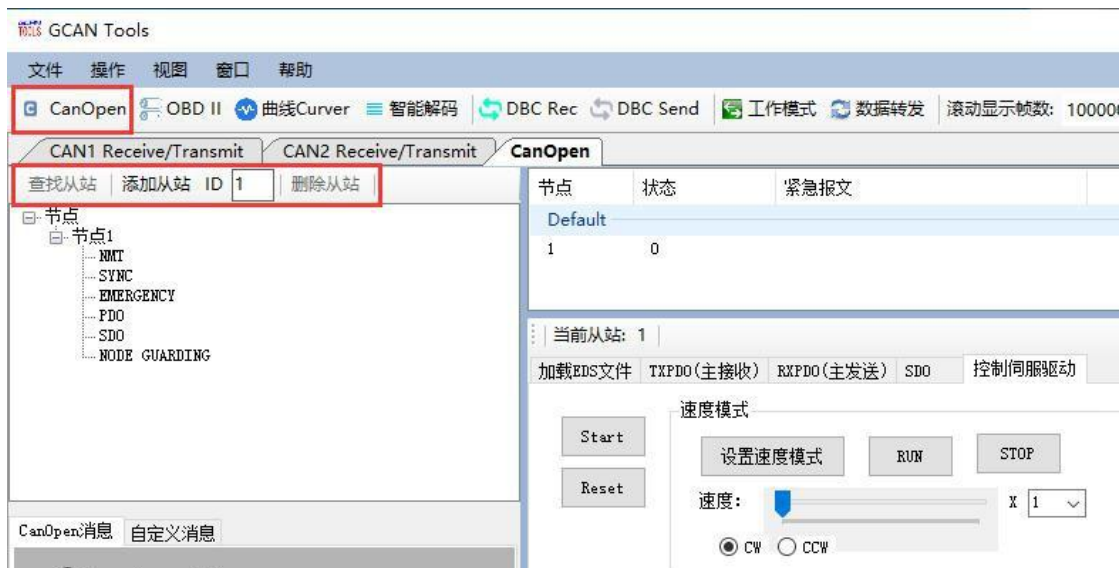 GCAN Tools
文件 操作 视图 窗口 帮助
CanOpen OBD II 曲线Curver 智能解码 DBC Rec DBC Send 工作模式 数据转发 滚动显示帧数: 10000
CAN1 Receive/Transmit CAN2 Receive/Transmit CanOpen
查找从站 添加从站 ID 1 删除从站
节点 状态 紧急报文
节点
Default
节点1
1 0
NMT
SYNC
EMERGENCY
PDO
SDO
NODE GUARDING
当前从站: 1
加载EDS文件 TXPDO(主接收) RXPDO(主发送) SDO 控制伺服驱动
速度模式
Start
设置速度模式 RUN STOP
Reset
速度: X 1
CW CCW
CanOpen消息 自定义消息